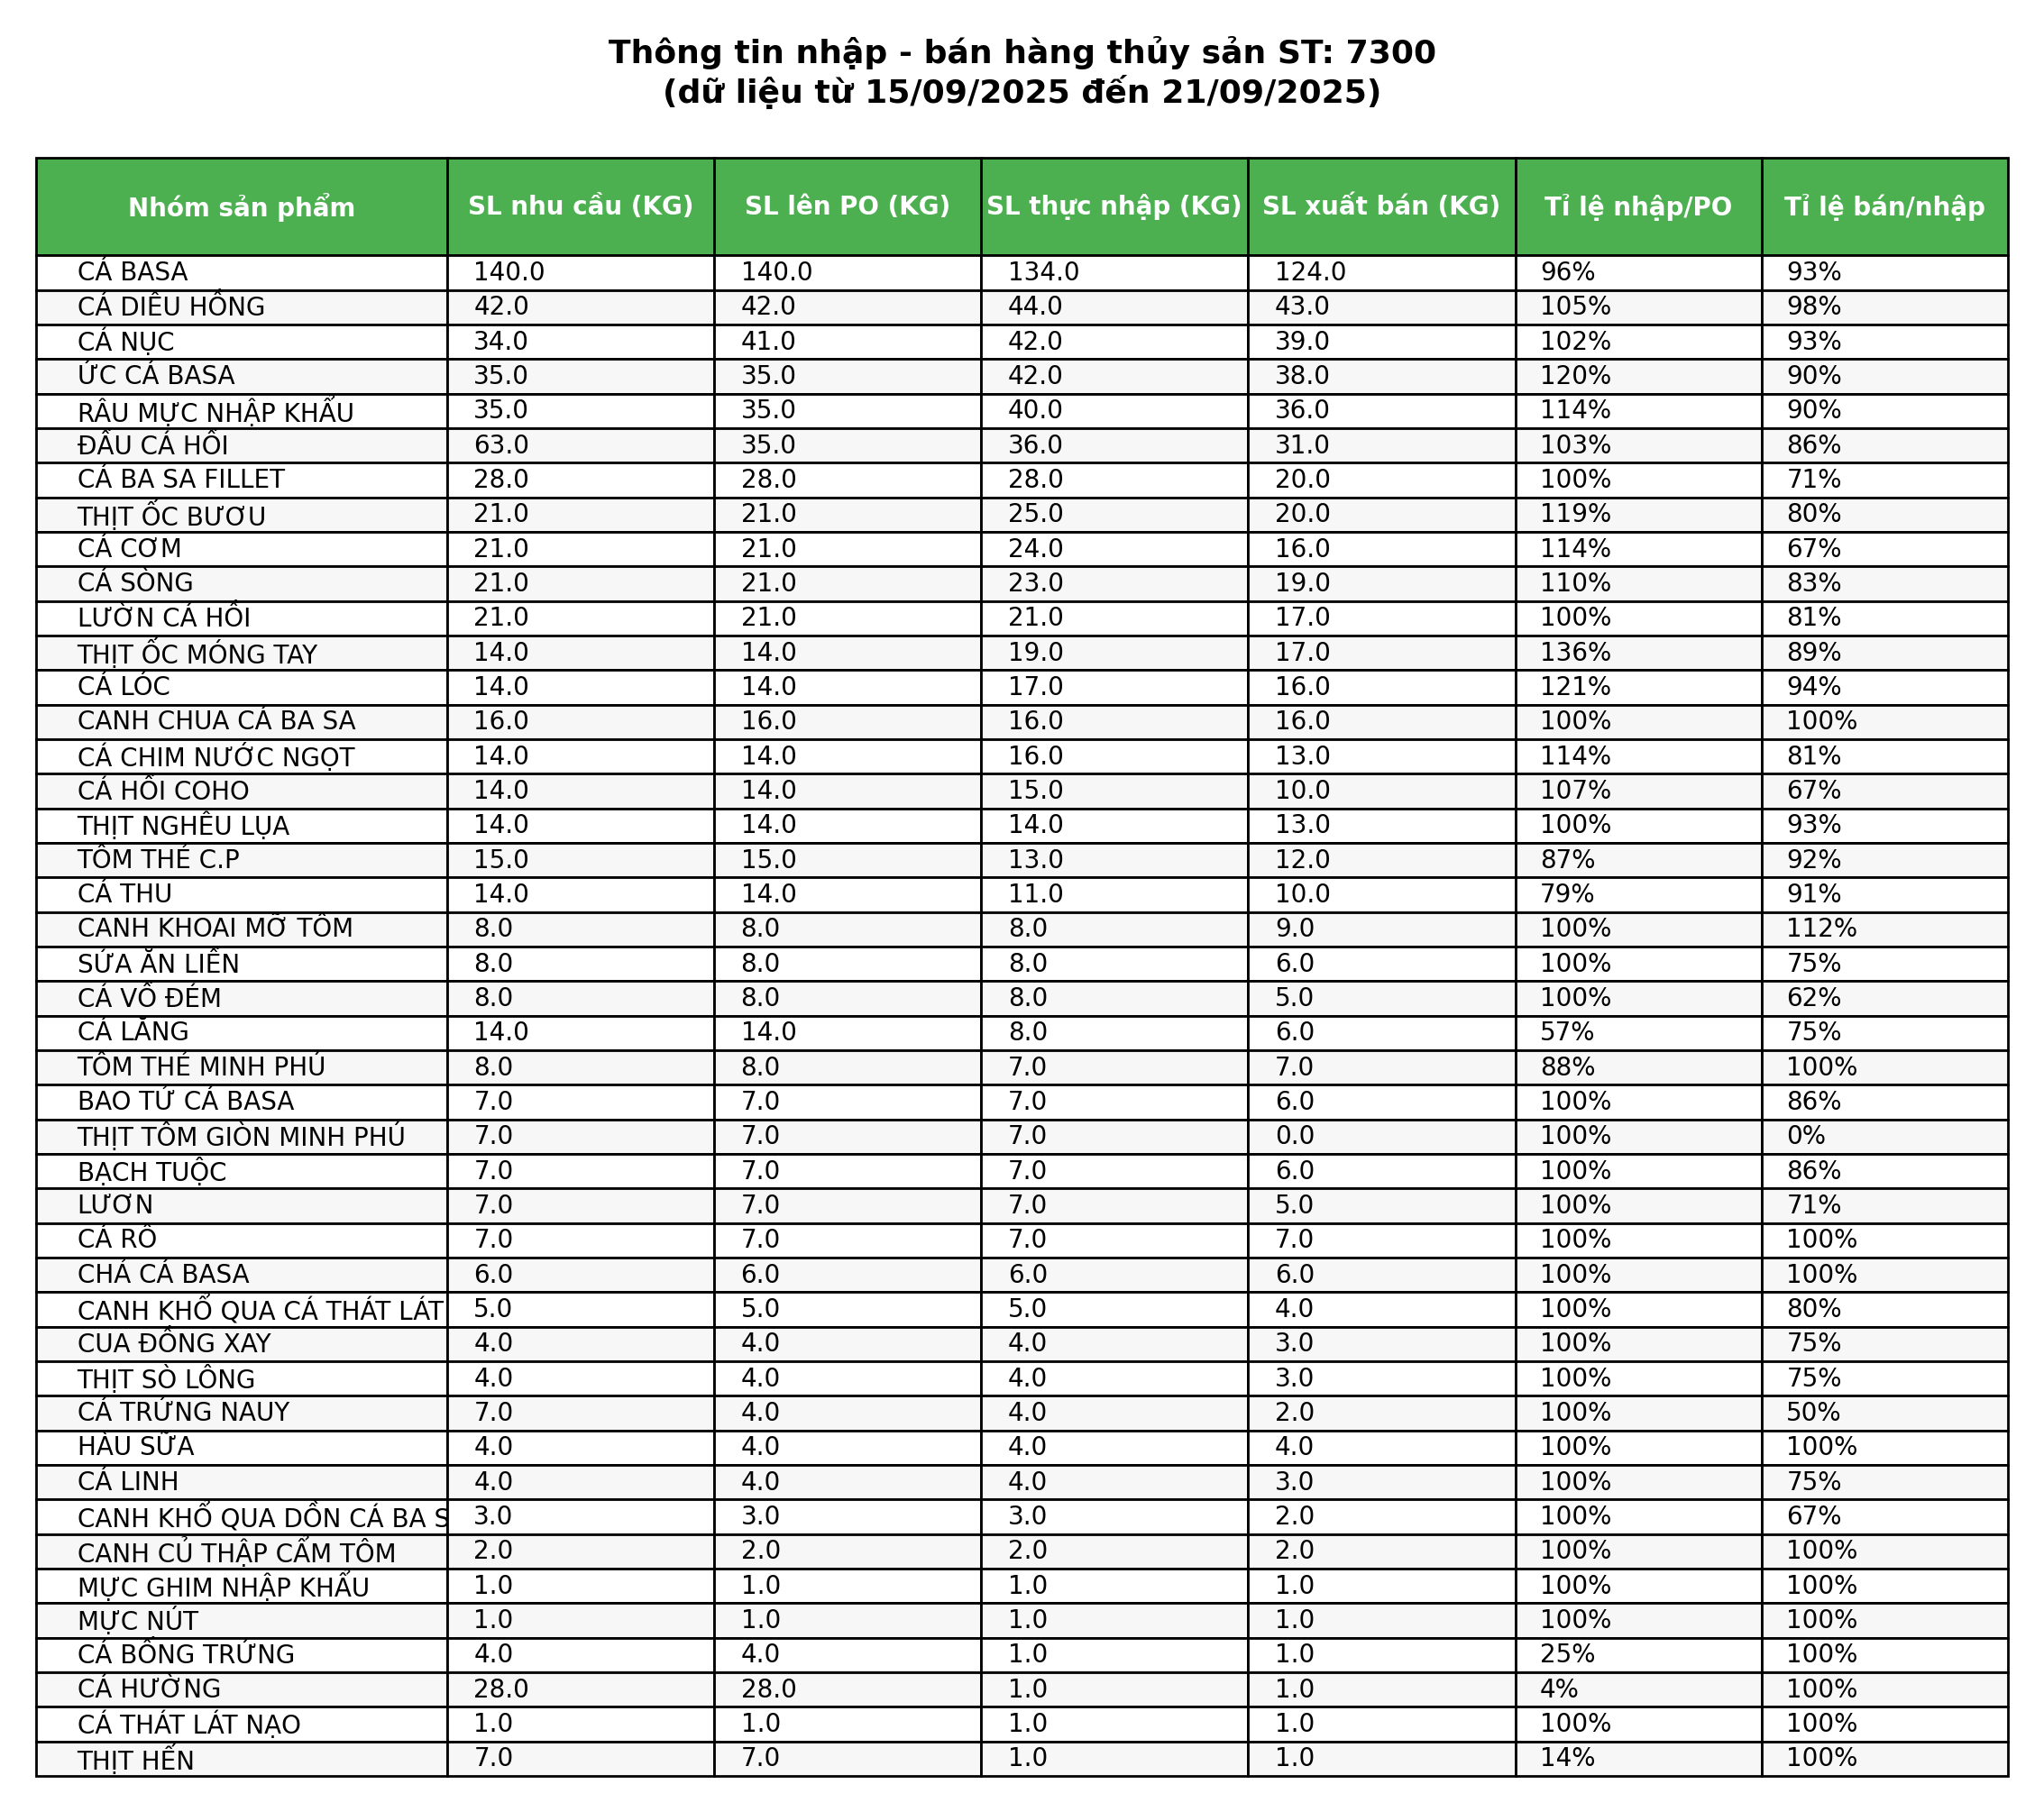 Thông tin nhập - bán hàng thủy sản ST: 7300
(dữ liệu từ 15/09/2025 đến 21/09/2025)
Nhóm sản phẩm SL nhu cầu (KG) SL lên PO (KG) SL thực nhập (KG) SL xuất bán (KG) Tỉ lệ nhập/PO Tỉ lệ bán/nhập
CÁ BASA 140.0 140.0 134.0 124.0 96% 93%
CÁ DIÊU HỒNG 42.0 42.0 44.0 43.0 105% 98%
CÁ NỤC 34.0 41.0 42.0 39.0 102% 93%
ỨC CÁ BASA 35.0 35.0 42.0 38.0 120% 90%
RÂU MỰC NHẬP KHẨU 35.0 35.0 40.0 36.0 114% 90%
ĐẦU CÁ HỒI 63.0 35.0 36.0 31.0 103% 86%
CÁ BA SA FILLET 28.0 28.0 28.0 20.0 100% 71%
THỊT ỐC BƯƠU 21.0 21.0 25.0 20.0 119% 80%
CÁ CƠM 21.0 21.0 24.0 16.0 114% 67%
CÁ SÒNG 21.0 21.0 23.0 19.0 110% 83%
LƯỜN CÁ HỒI 21.0 21.0 21.0 17.0 100% 81%
THỊT ỐC MÓNG TAY 14.0 14.0 19.0 17.0 136% 89%
CÁ LÓC 14.0 14.0 17.0 16.0 121% 94%
CANH CHUA CÁ BA SA 16.0 16.0 16.0 16.0 100% 100%
CÁ CHIM NƯỚC NGỌT 14.0 14.0 16.0 13.0 114% 81%
CÁ HỒI COHO 14.0 14.0 15.0 10.0 107% 67%
THỊT NGHÊU LỤA 14.0 14.0 14.0 13.0 100% 93%
TÔM THẺ C.P 15.0 15.0 13.0 12.0 87% 92%
CÁ THU 14.0 14.0 11.0 10.0 79% 91%
CANH KHOAI MỠ TÔM 8.0 8.0 8.0 9.0 100% 112%
SỨA ĂN LIỀN 8.0 8.0 8.0 6.0 100% 75%
CÁ VỒ ĐÉM 8.0 8.0 8.0 5.0 100% 62%
CÁ LĂNG 14.0 14.0 8.0 6.0 57% 75%
TÔM THẺ MINH PHÚ 8.0 8.0 7.0 7.0 88% 100%
BAO TỬ CÁ BASA 7.0 7.0 7.0 6.0 100% 86%
THỊT TÔM GIÒN MINH PHÚ 7.0 7.0 7.0 0.0 100% 0%
BẠCH TUỘC 7.0 7.0 7.0 6.0 100% 86%
LƯƠN 7.0 7.0 7.0 5.0 100% 71%
CÁ RÔ 7.0 7.0 7.0 7.0 100% 100%
CHẢ CÁ BASA 6.0 6.0 6.0 6.0 100% 100%
CANH KHỔ QUA CÁ THÁT LÁT 5.0 5.0 5.0 4.0 100% 80%
CUA ĐỒNG XAY 4.0 4.0 4.0 3.0 100% 75%
THỊT SÒ LÔNG 4.0 4.0 4.0 3.0 100% 75%
CÁ TRỨNG NAUY 7.0 4.0 4.0 2.0 100% 50%
HÀU SỮA 4.0 4.0 4.0 4.0 100% 100%
CÁ LINH 4.0 4.0 4.0 3.0 100% 75%
CANH KHỔ QUA DỒN CÁ BA S 3.0 3.0 3.0 2.0 100% 67%
CANH CỦ THẬP CẨM TÔM 2.0 2.0 2.0 2.0 100% 100%
MỰC GHIM NHẬP KHẨU 1.0 1.0 1.0 1.0 100% 100%
MỰC NÚT 1.0 1.0 1.0 1.0 100% 100%
CÁ BỐNG TRỨNG 4.0 4.0 1.0 1.0 25% 100%
CÁ HƯỜNG 28.0 28.0 1.0 1.0 4% 100%
CÁ THÁT LÁT NẠO 1.0 1.0 1.0 1.0 100% 100%
THỊT HẾN 7.0 7.0 1.0 1.0 14% 100%